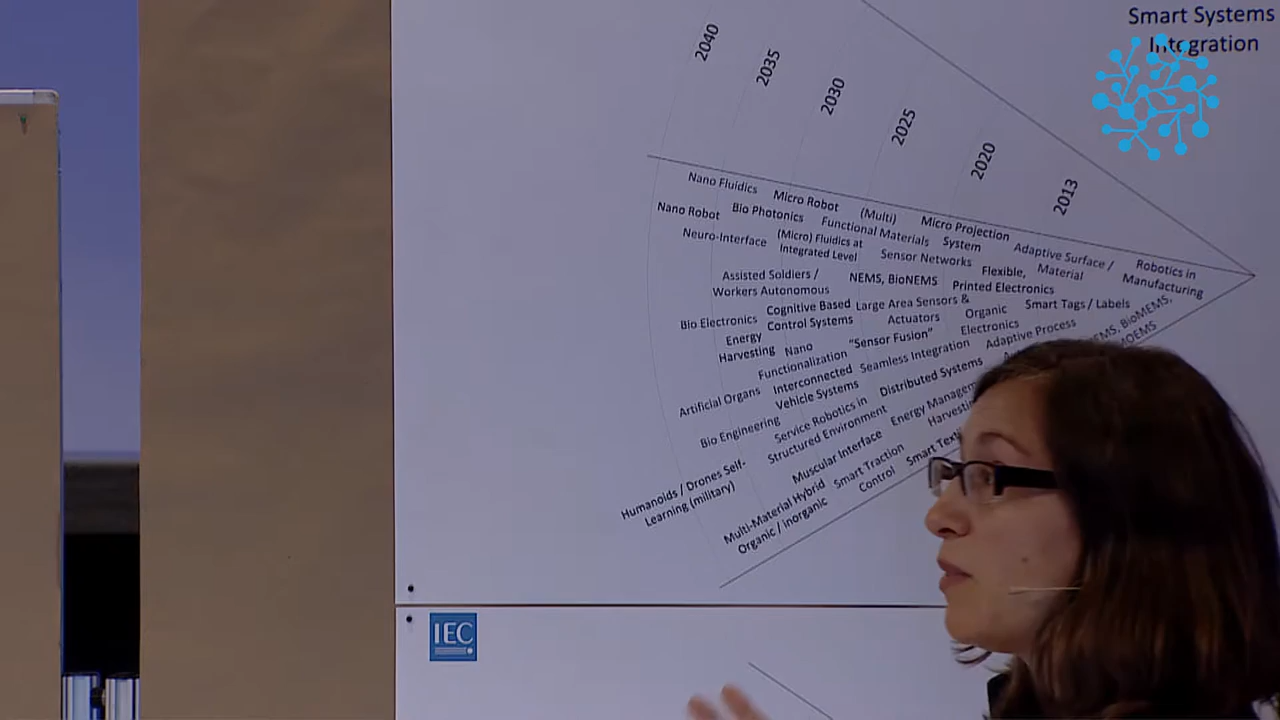 Smart Systems
Integration
2040
2035
2030
2025
2020
2013
Nano Fluidics
Micro Robot
(Multi)
Functional Materials
Micro Projection
System
Adaptive Surface /
Material
Robotics in
Manufacturing
Nano Robot
Bio Photonics
Neuro-Interface
(Micro) Fluidics at
Integrated Level
Sensor Networks
Flexible,
Printed Electronics
Assisted Soldiers /
Workers Autonomous
NEMS, BioNEMS
Smart Tags / Labels
Bio Electronics
Cognitive Based
Control Systems
Large Area Sensors &
Actuators
Organic
Electronics
BioMEMS,
MOEMS
Energy
Harvesting
Nano
Functionalization
"Sensor Fusion"
Seamless Integration
Adaptive Process
Artificial Organs
Interconnected
Vehicle Systems
Distributed Systems
Bio Engineering
Service Robotics in
Structured Environment
Energy
Muscular Interface
Smart Traction
Control
Smart
Humanoids / Drones Self-
Learning (military)
Multi-Material Hybrid
Organic / inorganic
IEC